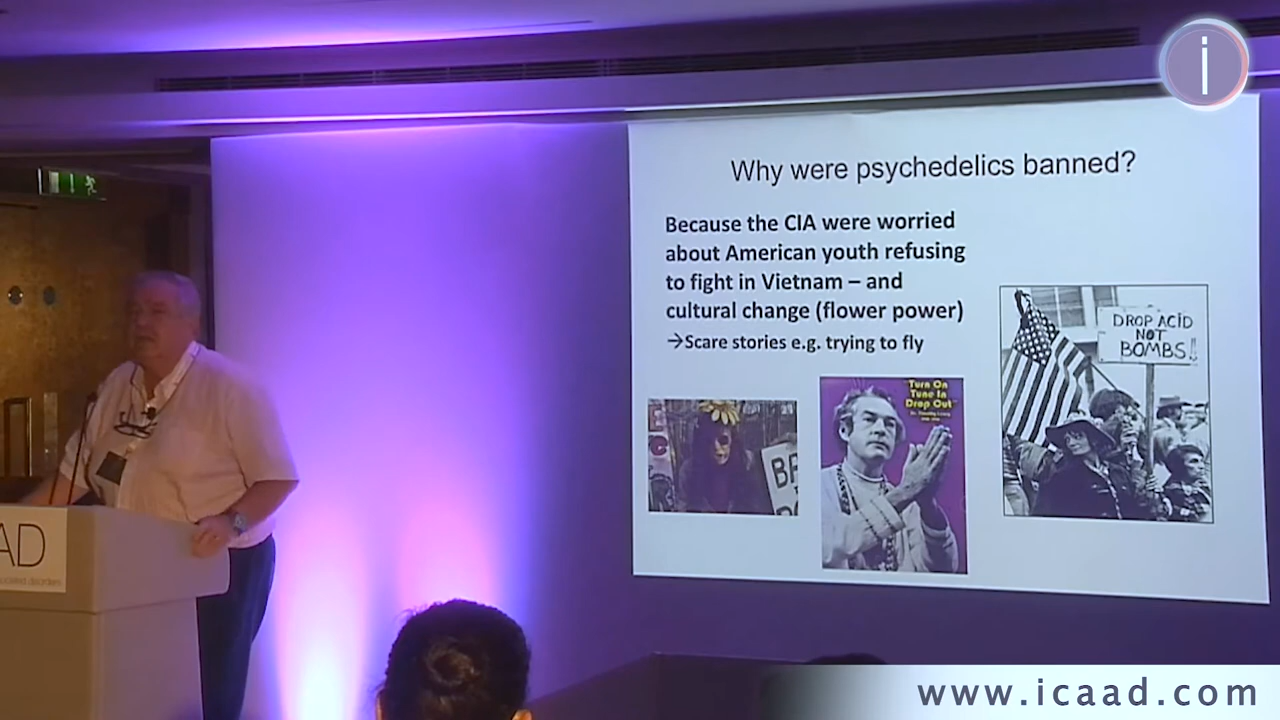 i
Why were psychedelics banned?
Because the CIA were worried
about American youth refusing
to fight in Vietnam – and
cultural change (flower power)
→Scare stories e.g. trying to fly
DROP ACID
NOT
BOMBS!!
Turn On
Tune In
Drop Out
AD
disorders
www.icaad.com